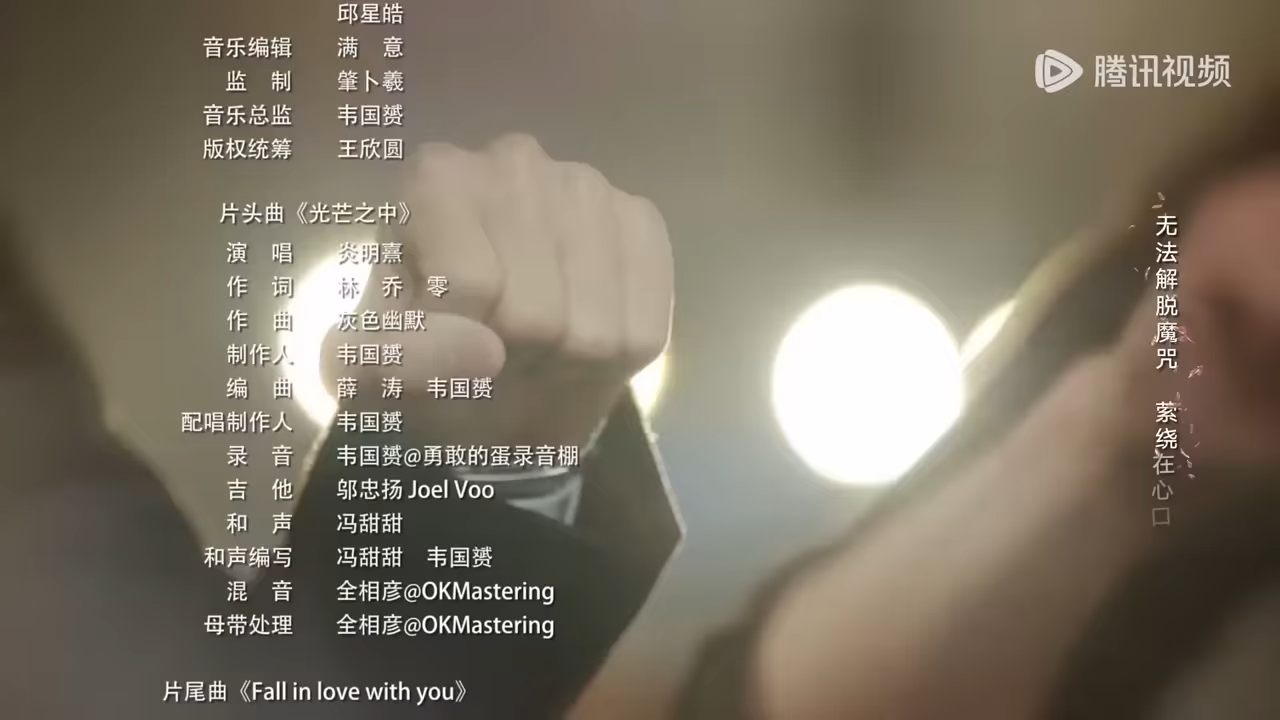 邱星皓
音乐编辑 满 意
监 制 肇卜羲
音乐总监 韦国赟
版权统筹 王欣圆
片头曲《光芒之中》
演 唱 炎明熹
作 词 林 乔 零
作 曲 灰色幽默
制作人 韦国赟
编 曲 薛 涛 韦国赟
配唱制作人 韦国赟
录 音 韦国赟@勇敢的蛋录音棚
吉 他 邬忠扬 Joel Voo
和 声 冯甜甜
和声编写 冯甜甜 韦国赟
混 音 全相彦@OKMastering
母带处理 全相彦@OKMastering
片尾曲《Fall in love with you》
腾讯视频
无法解脱魔咒 萦绕在心口